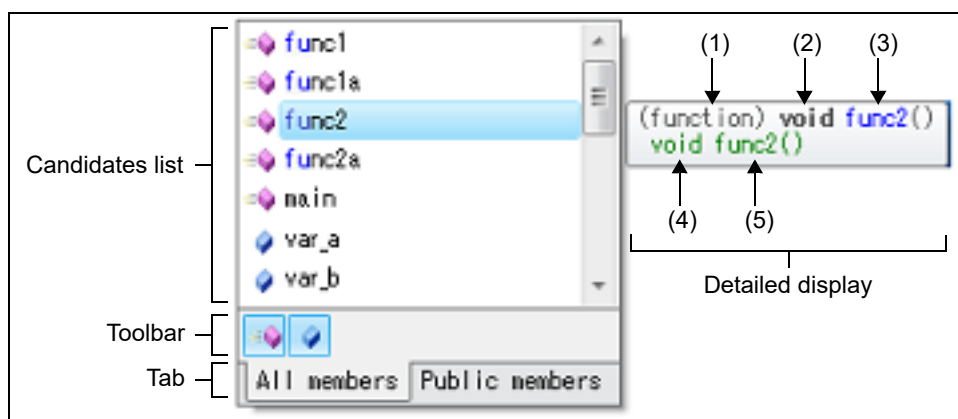 Candidates list
func1
func1a
func2
func2a
main
var_a
var_b
Toolbar
Tab
All members
Public members
(1)
(2)
(3)
(function) void func2()
void func2()
(4)
(5)
Detailed display